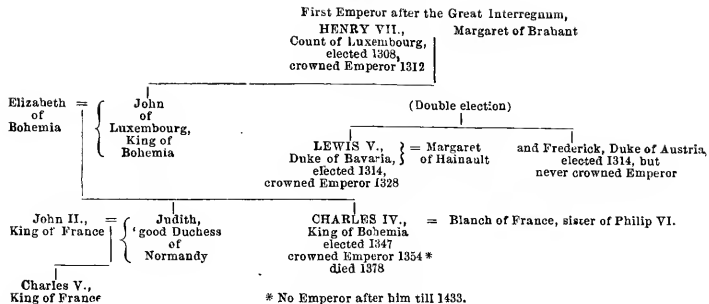 First Emperor after the Great Interregnum,
HENRY VII., Margaret of Brabant
Count of Luxembourg,
elected 1308,
crowned Emperor 1312
Elizabeth = John
of of
Bohemia Luxembourg,
King of
Bohemia
(Double election)
LEWIS V., = Margaret
Duke of Bavaria, of Hainault
elected 1314,
crowned Emperor 1328
and Frederick, Duke of Austria,
elected 1314, but
never crowned Emperor
John II., = Judith,
King of France 'good Duchess
of
Normandy
CHARLES IV., = Blanch of France, sister of Philip VI.
King of Bohemia
elected 1347
crowned Emperor 1354 *
died 1378
Charles V.,
King of France
* No Emperor after him till 1433.